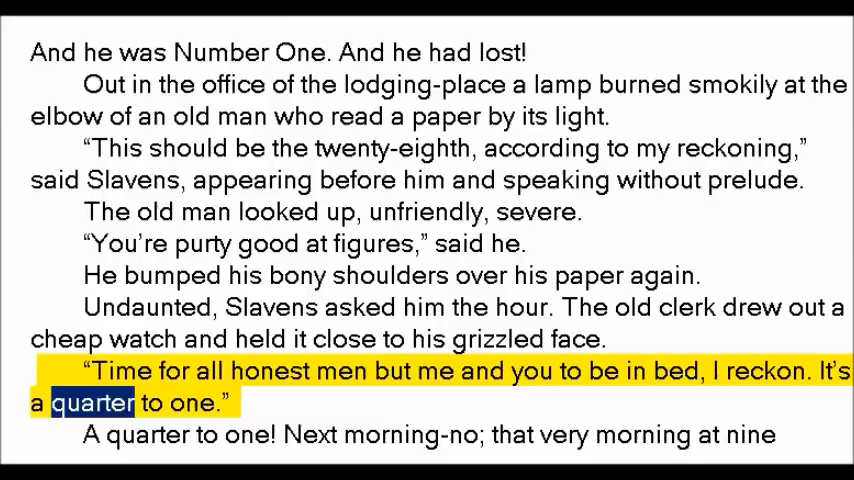 And he was Number One. And he had lost!
Out in the office of the lodging-place a lamp burned smokily at the
elbow of an old man who read a paper by its light.
“This should be the twenty-eighth, according to my reckoning,”
said Slavens, appearing before him and speaking without prelude.
The old man looked up, unfriendly, severe.
“You’re purty good at figures,” said he.
He bumped his bony shoulders over his paper again.
Undaunted, Slavens asked him the hour. The old clerk drew out a
cheap watch and held it close to his grizzled face.
“Time for all honest men but me and you to be in bed, I reckon. It’s
a quarter to one.”
A quarter to one! Next morning-no; that very morning at nine